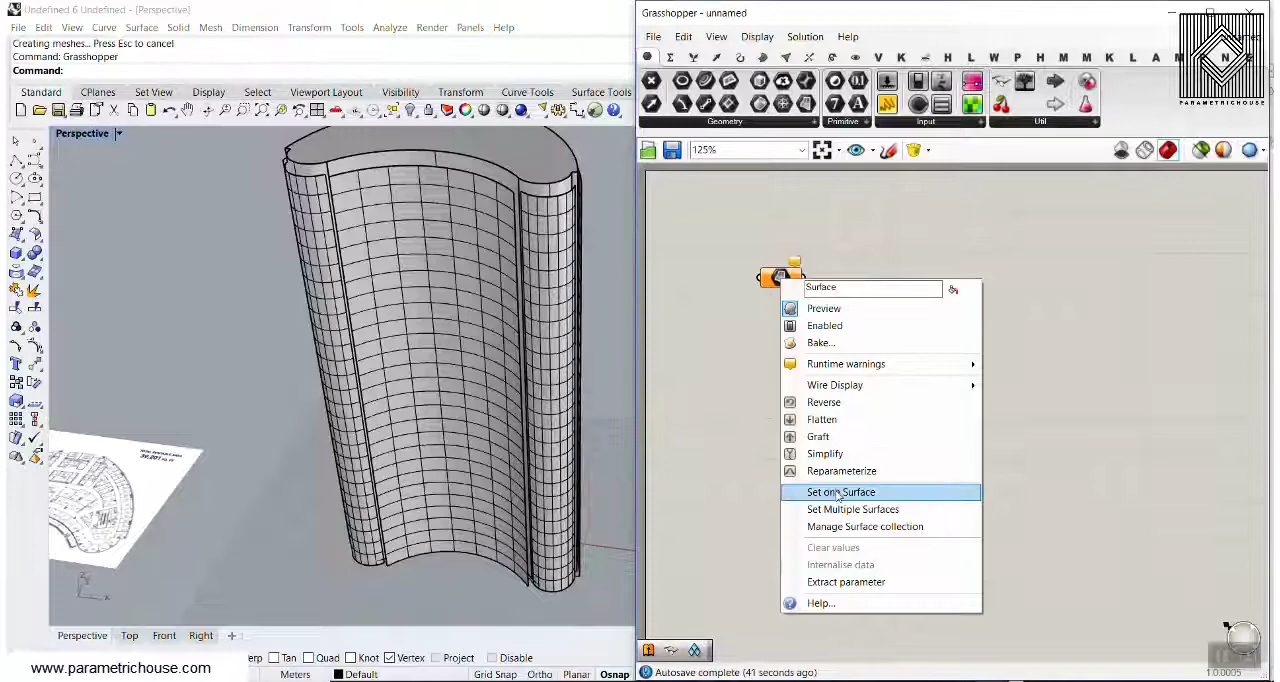 Undefined 6 Undefined - [Perspective]
File Edit View Curve Surface Solid Mesh Dimension Transform Tools Analyze Render Panels Help
Creating meshes... Press Esc to cancel
Command: Grasshopper
Command:
Standard CPlanes Set View Display Select Viewport Layout Visibility Transform Curve Tools Surface Tools
Perspective
Perspective Top Front Right
erp Tan Quad Knot Vertex Project Disable
Meters Default Grid Snap Ortho Planar Osnap
www.parametrichouse.com
Grasshopper - unnamed
File Edit View Display Solution Help
V K H L W P H M M L A M N E
PARAMETRICHOUSE
Geometry Primitive Input Util
125%
Surface
Preview
Enabled
Bake...
Runtime warnings
Wire Display
Reverse
Flatten
Graft
Simplify
Reparameterize
Set one Surface
Set Multiple Surfaces
Manage Surface collection
Clear values
Internalise data
Extract parameter
Help...
Autosave complete (41 seconds ago)
1.0.0005